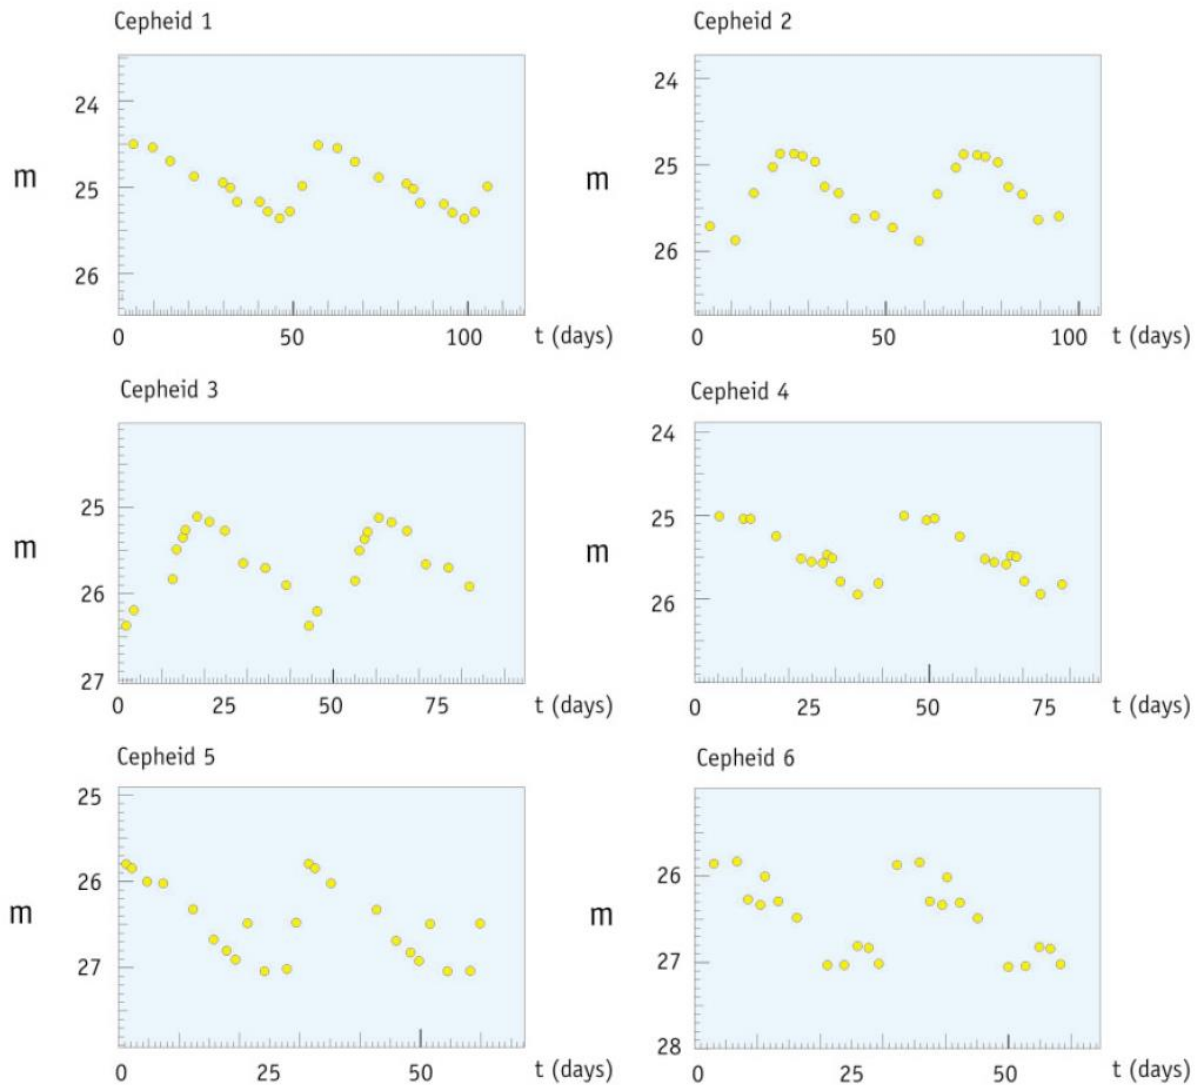 Cepheid 1
24
25
26
m
0 50 100 t (days)
Cepheid 2
24
25
26
m
0 50 100 t (days)
Cepheid 3
25
26
27
m
0 25 50 75 t (days)
Cepheid 4
24
25
26
m
0 25 50 75 t (days)
Cepheid 5
25
26
27
m
0 25 50 t (days)
Cepheid 6
26
27
28
m
0 25 50 t (days)